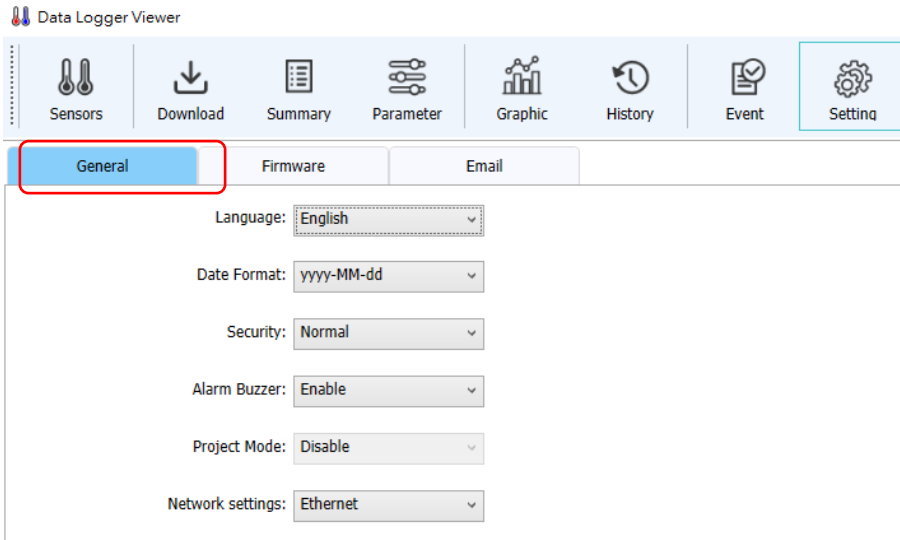 Data Logger Viewer
Sensors Download Summary Parameter Graphic History Event Setting
General Firmware Email
Language: English
Date Format: yyyy-MM-dd
Security: Normal
Alarm Buzzer: Enable
Project Mode: Disable
Network settings: Ethernet